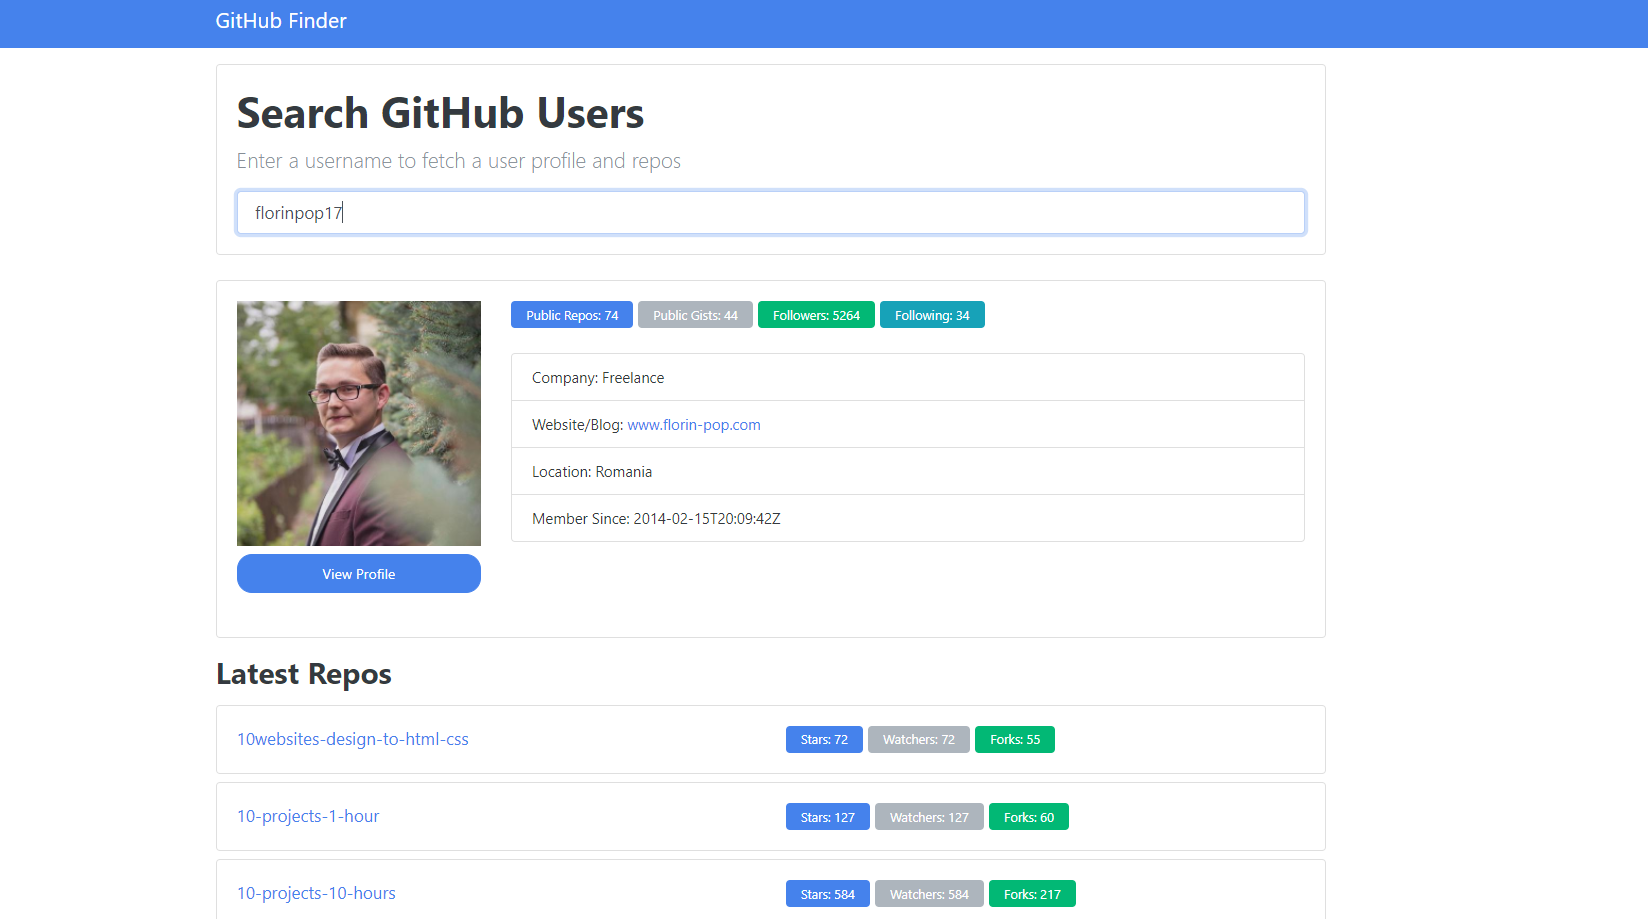 GitHub Finder
Search GitHub Users
Enter a username to fetch a user profile and repos
florinpop17
Public Repos: 74 Public Gists: 44 Followers: 5264 Following: 34
Company: Freelance
Website/Blog: www.florin-pop.com
Location: Romania
Member Since: 2014-02-15T20:09:42Z
View Profile
Latest Repos
10websites-design-to-html-css Stars: 72 Watchers: 72 Forks: 55
10-projects-1-hour Stars: 127 Watchers: 127 Forks: 60
10-projects-10-hours Stars: 584 Watchers: 584 Forks: 217